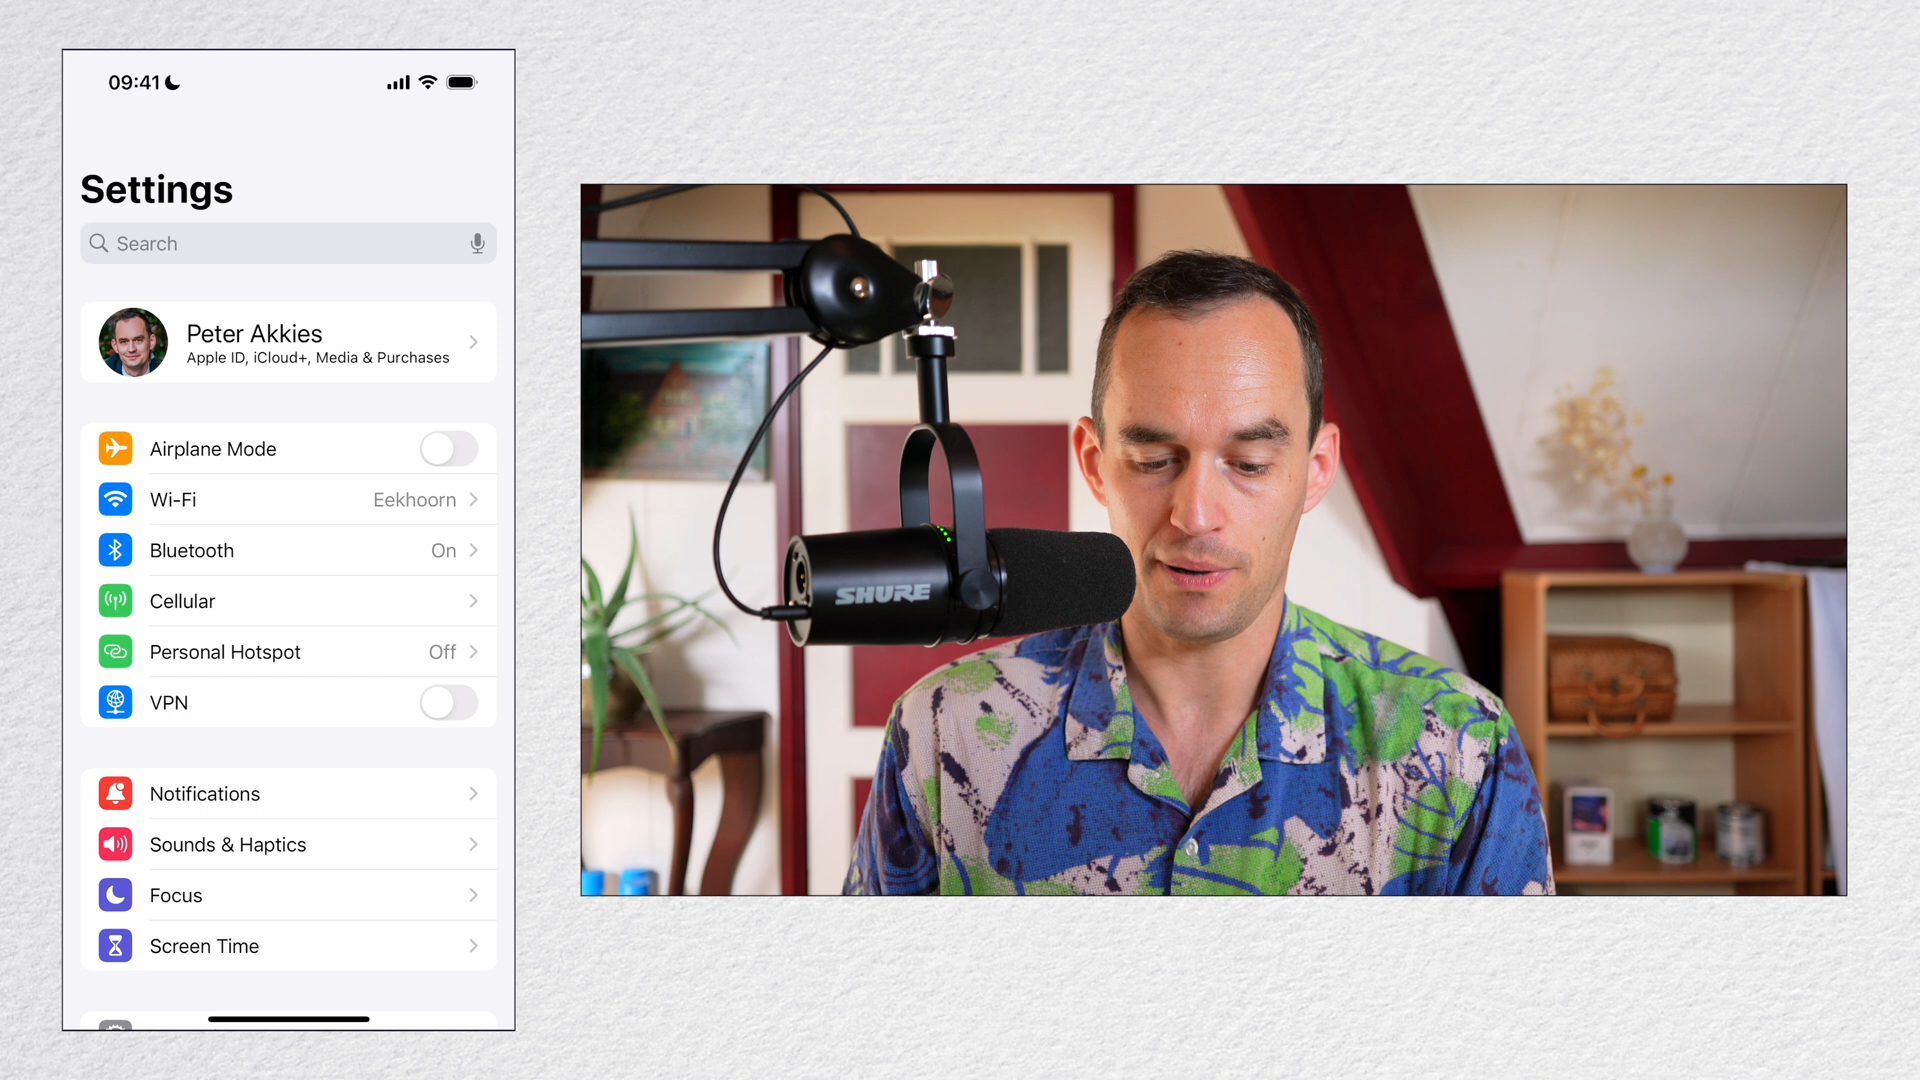 09:41
Settings
Search
Peter Akkies
Apple ID, iCloud+, Media & Purchases
Airplane Mode
Wi-Fi Eekhoorn
Bluetooth On
Cellular
Personal Hotspot Off
VPN
Notifications
Sounds & Haptics
Focus
Screen Time
SHURE